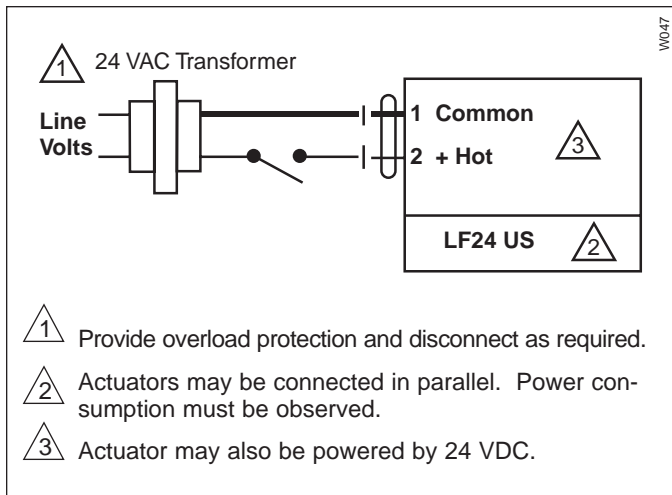 W047
1 24 VAC Transformer
Line
Volts
1 Common
2 + Hot
3
LF24 US 2
1 Provide overload protection and disconnect as required.
2 Actuators may be connected in parallel. Power con-
sumption must be observed.
3 Actuator may also be powered by 24 VDC.